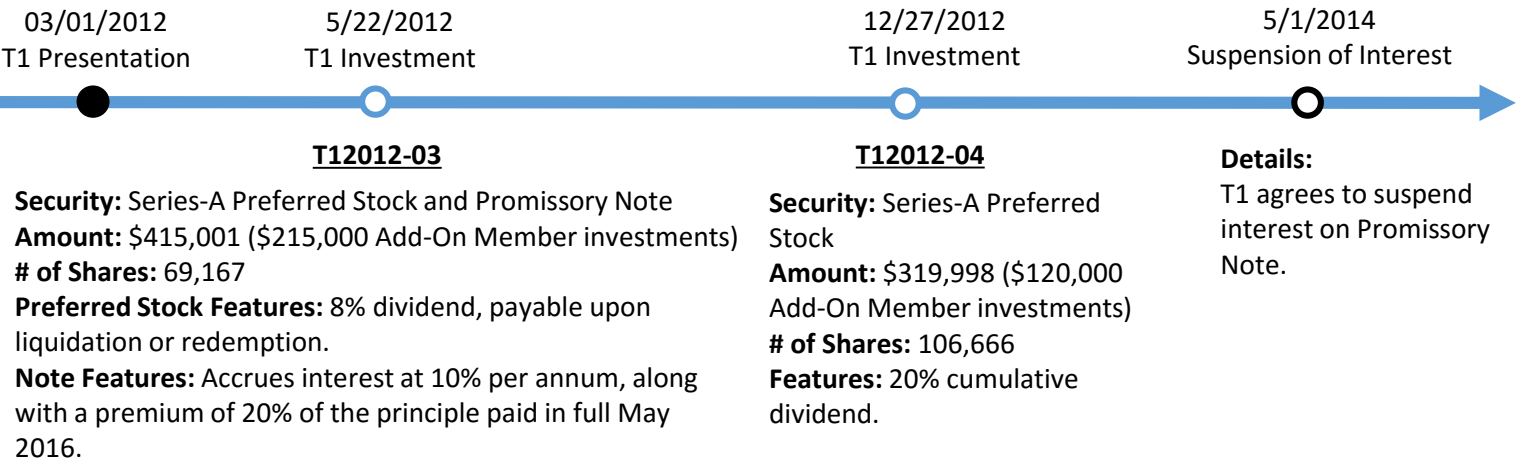 03/01/2012
T1 Presentation
5/22/2012
T1 Investment
12/27/2012
T1 Investment
5/1/2014
Suspension of Interest
T12012-03
Security: Series-A Preferred Stock and Promissory Note
Amount: $415,001 ($215,000 Add-On Member investments)
# of Shares: 69,167
Preferred Stock Features: 8% dividend, payable upon
liquidation or redemption.
Note Features: Accrues interest at 10% per annum, along
with a premium of 20% of the principle paid in full May
2016.
T12012-04
Security: Series-A Preferred
Stock
Amount: $319,998 ($120,000
Add-On Member investments)
# of Shares: 106,666
Features: 20% cumulative
dividend.
Details:
T1 agrees to suspend
interest on Promissory
Note.